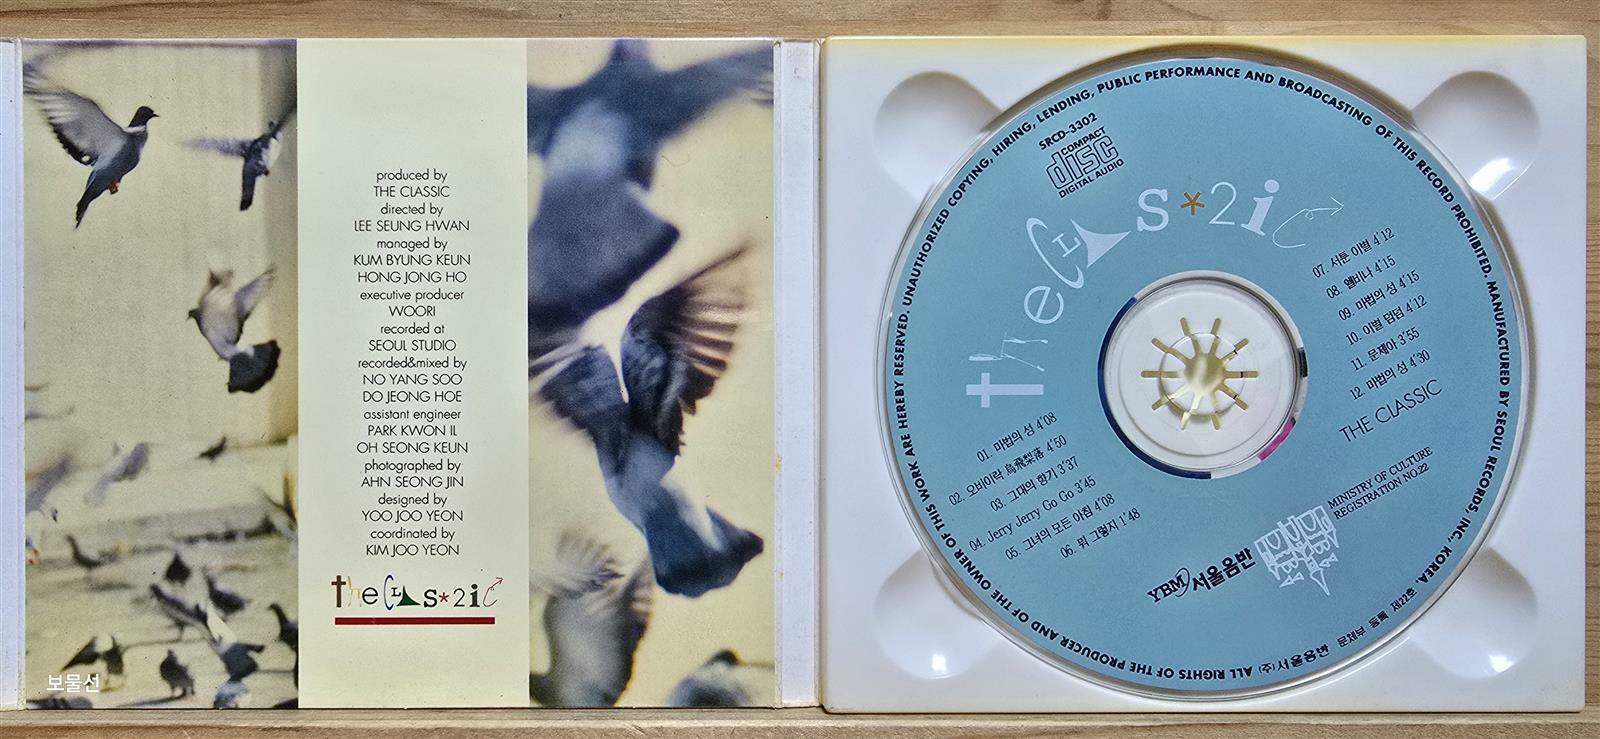 produced by
THE CLASSIC
directed by
LEE SEUNG HWAN
managed by
KUM BYUNG KEUN
HONG JONG HO
executive producer
WOORI
recorded at
SEOUL STUDIO
recorded&mixed by
NO YANG SOO
DO JEONG HOE
assistant engineer
PARK KWON IL
OH SEONG KEUN
photographed by
AHN SEONG JIN
designed by
YOO JOO YEON
coordinated by
KIM JOO YEON
theCLAS*2iC
보물선
UNAUTHORIZED COPYING, HIRING, LENDING, PUBLIC PERFORMANCE AND BROADCASTING OF THIS RECORD PROHIBITED. MANUFACTURED BY SEOUL RECORDS, INC., KOREA.
ALL RIGHTS OF THE PRODUCER AND OF THE OWNER OF THIS WORK ARE HEREBY RESERVED.
(주)서울음반 문체부 등록 제22호
SRCD-3302
COMPACT
disc
DIGITAL AUDIO
theCLAS*2iC
01. 마법의 성 4'08
02. 오비이락 烏飛梨落 4'50
03. 그대의 향기 3'37
04. Jerry Jerry Go Go 3'45
05. 그녀의 모든 아침 4'08
06. 뭐 그렇지 1'48
07. 서툰 이별 4'12
08. 엘비나 4'15
09. 마법의 성 4'15
10. 이별 덤덤 4'12
11. 문제아 3'55
12. 마법의 성 4'30
THE CLASSIC
MINISTRY OF CULTURE
REGISTRATION NO.22
YBM 서울음반